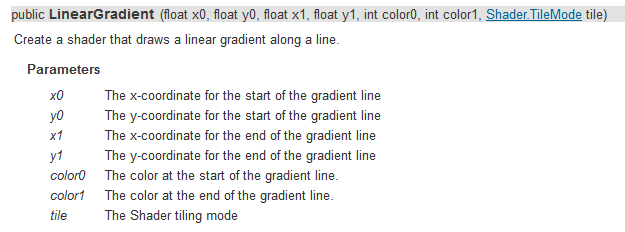 public LinearGradient (float x0, float y0, float x1, float y1, int color0, int color1, Shader.TileMode tile)
Create a shader that draws a linear gradient along a line.
Parameters
x0 The x-coordinate for the start of the gradient line
y0 The y-coordinate for the start of the gradient line
x1 The x-coordinate for the end of the gradient line
y1 The y-coordinate for the end of the gradient line
color0 The color at the start of the gradient line.
color1 The color at the end of the gradient line.
tile The Shader tiling mode